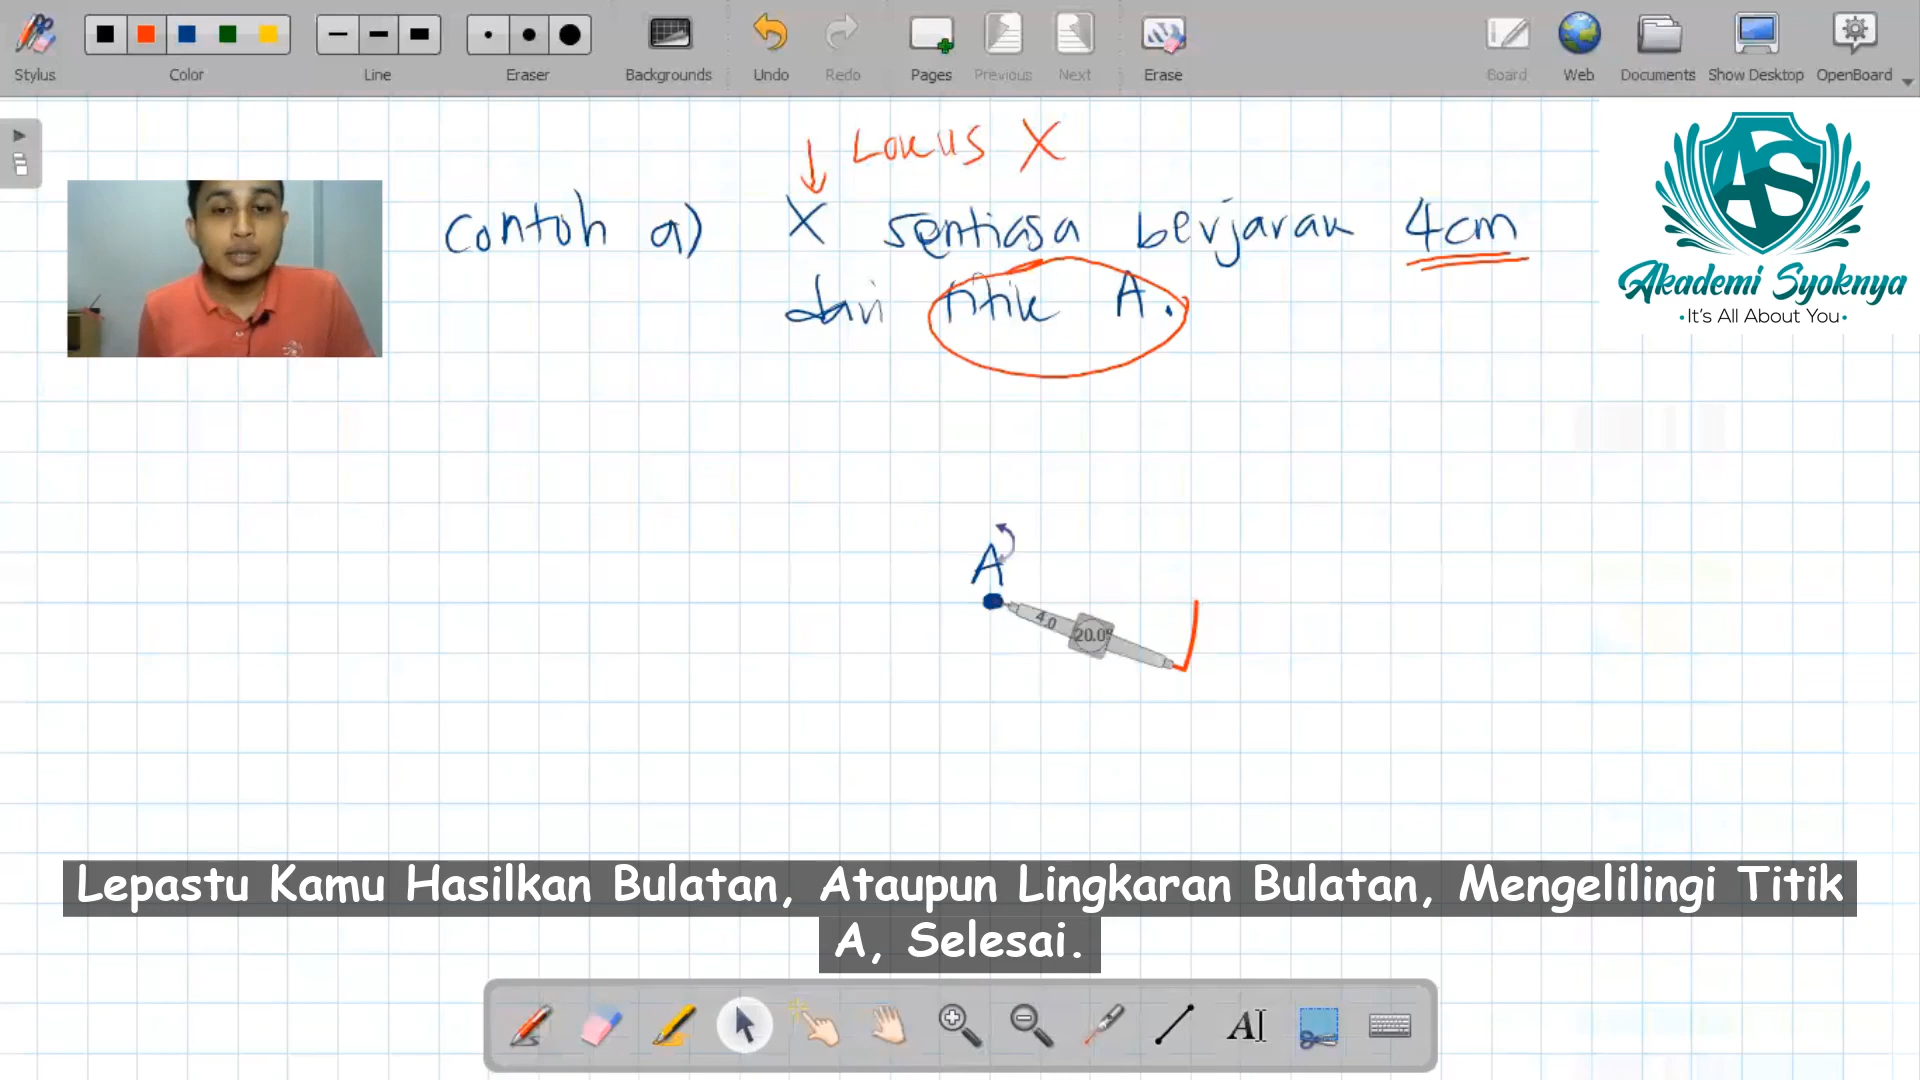 Stylus
Color
Line
Eraser
Backgrounds
Undo
Redo
Pages
Previous
Next
Erase
Board
Web
Documents
Show Desktop
OpenBoard
Lokus X
Contoh a) X sentiasa berjarak 4cm
dari titik A.
AS
Akademi Syoknya
•It's All About You•
A
4.0
20.0°
Lepastu Kamu Hasilkan Bulatan, Ataupun Lingkaran Bulatan, Mengelilingi Titik
A, Selesai.
A